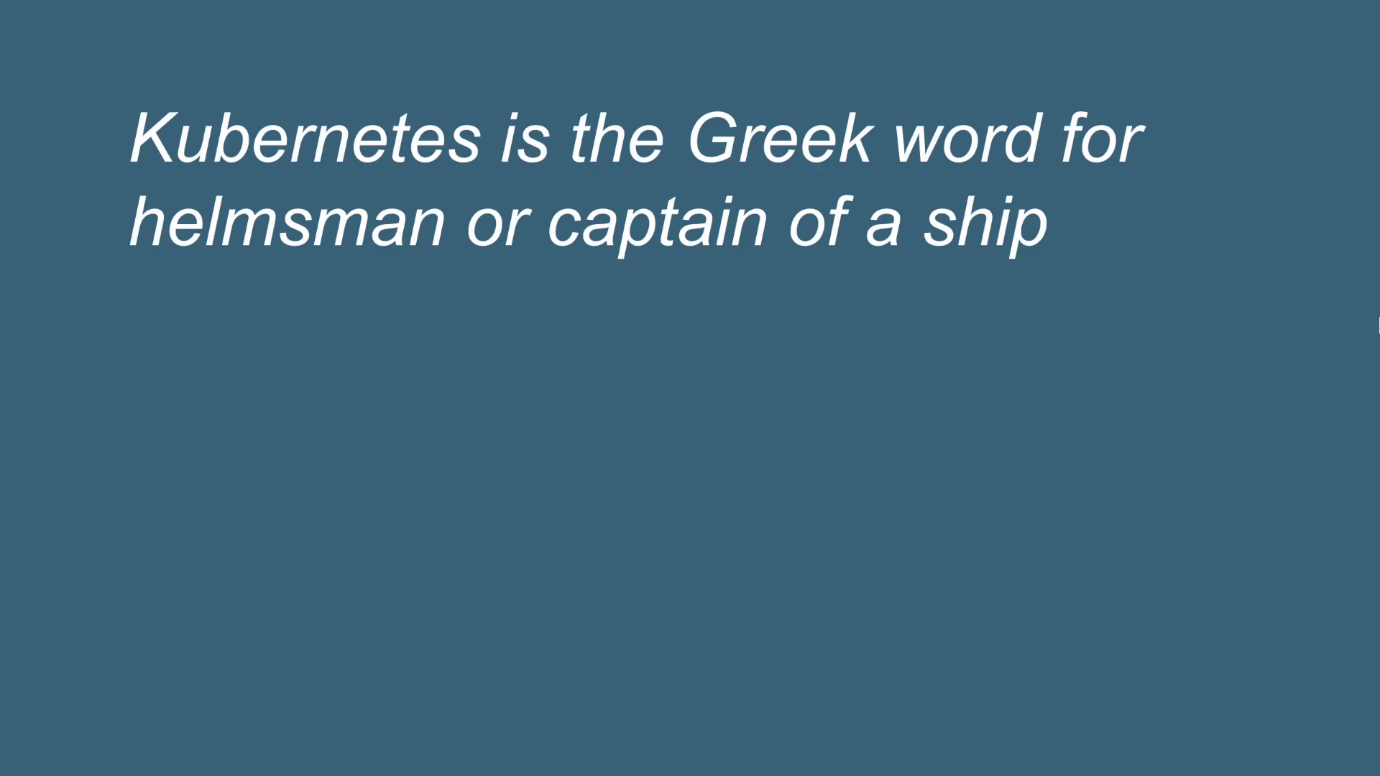 Kubernetes is the Greek word for
helmsman or captain of a ship